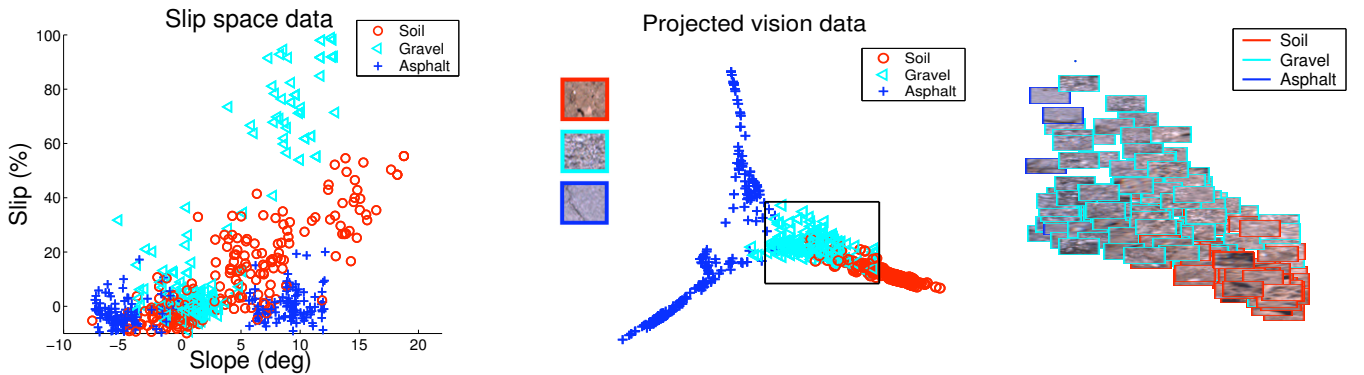 Slip space data
Soil
Gravel
Asphalt
100
80
60
40
20
0
Slip (%)
−10
−5
0
5
10
15
20
Slope (deg)
Projected vision data
Soil
Gravel
Asphalt
Soil
Gravel
Asphalt